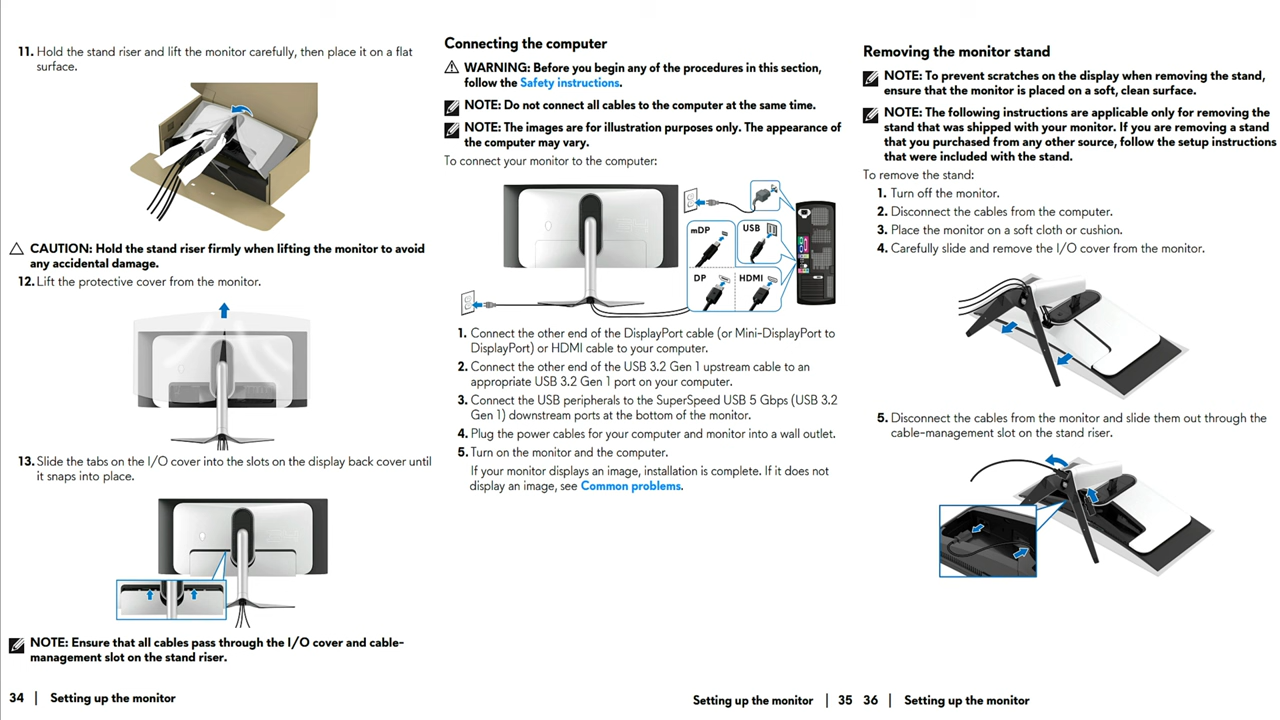 11. Hold the stand riser and lift the monitor carefully, then place it on a flat
surface.
CAUTION: Hold the stand riser firmly when lifting the monitor to avoid
any accidental damage.
12. Lift the protective cover from the monitor.
13. Slide the tabs on the I/O cover into the slots on the display back cover until
it snaps into place.
NOTE: Ensure that all cables pass through the I/O cover and cable-
management slot on the stand riser.
34 | Setting up the monitor
Connecting the computer
WARNING: Before you begin any of the procedures in this section,
follow the Safety instructions.
NOTE: Do not connect all cables to the computer at the same time.
NOTE: The images are for illustration purposes only. The appearance of
the computer may vary.
To connect your monitor to the computer:
mDP
USB
DP
HDMI
1. Connect the other end of the DisplayPort cable (or Mini-DisplayPort to
DisplayPort) or HDMI cable to your computer.
2. Connect the other end of the USB 3.2 Gen 1 upstream cable to an
appropriate USB 3.2 Gen 1 port on your computer.
3. Connect the USB peripherals to the SuperSpeed USB 5 Gbps (USB 3.2
Gen 1) downstream ports at the bottom of the monitor.
4. Plug the power cables for your computer and monitor into a wall outlet.
5. Turn on the monitor and the computer.
If your monitor displays an image, installation is complete. If it does not
display an image, see Common problems.
Setting up the monitor | 35
Removing the monitor stand
NOTE: To prevent scratches on the display when removing the stand,
ensure that the monitor is placed on a soft, clean surface.
NOTE: The following instructions are applicable only for removing the
stand that was shipped with your monitor. If you are removing a stand
that you purchased from any other source, follow the setup instructions
that were included with the stand.
To remove the stand:
1. Turn off the monitor.
2. Disconnect the cables from the computer.
3. Place the monitor on a soft cloth or cushion.
4. Carefully slide and remove the I/O cover from the monitor.
5. Disconnect the cables from the monitor and slide them out through the
cable-management slot on the stand riser.
36 | Setting up the monitor